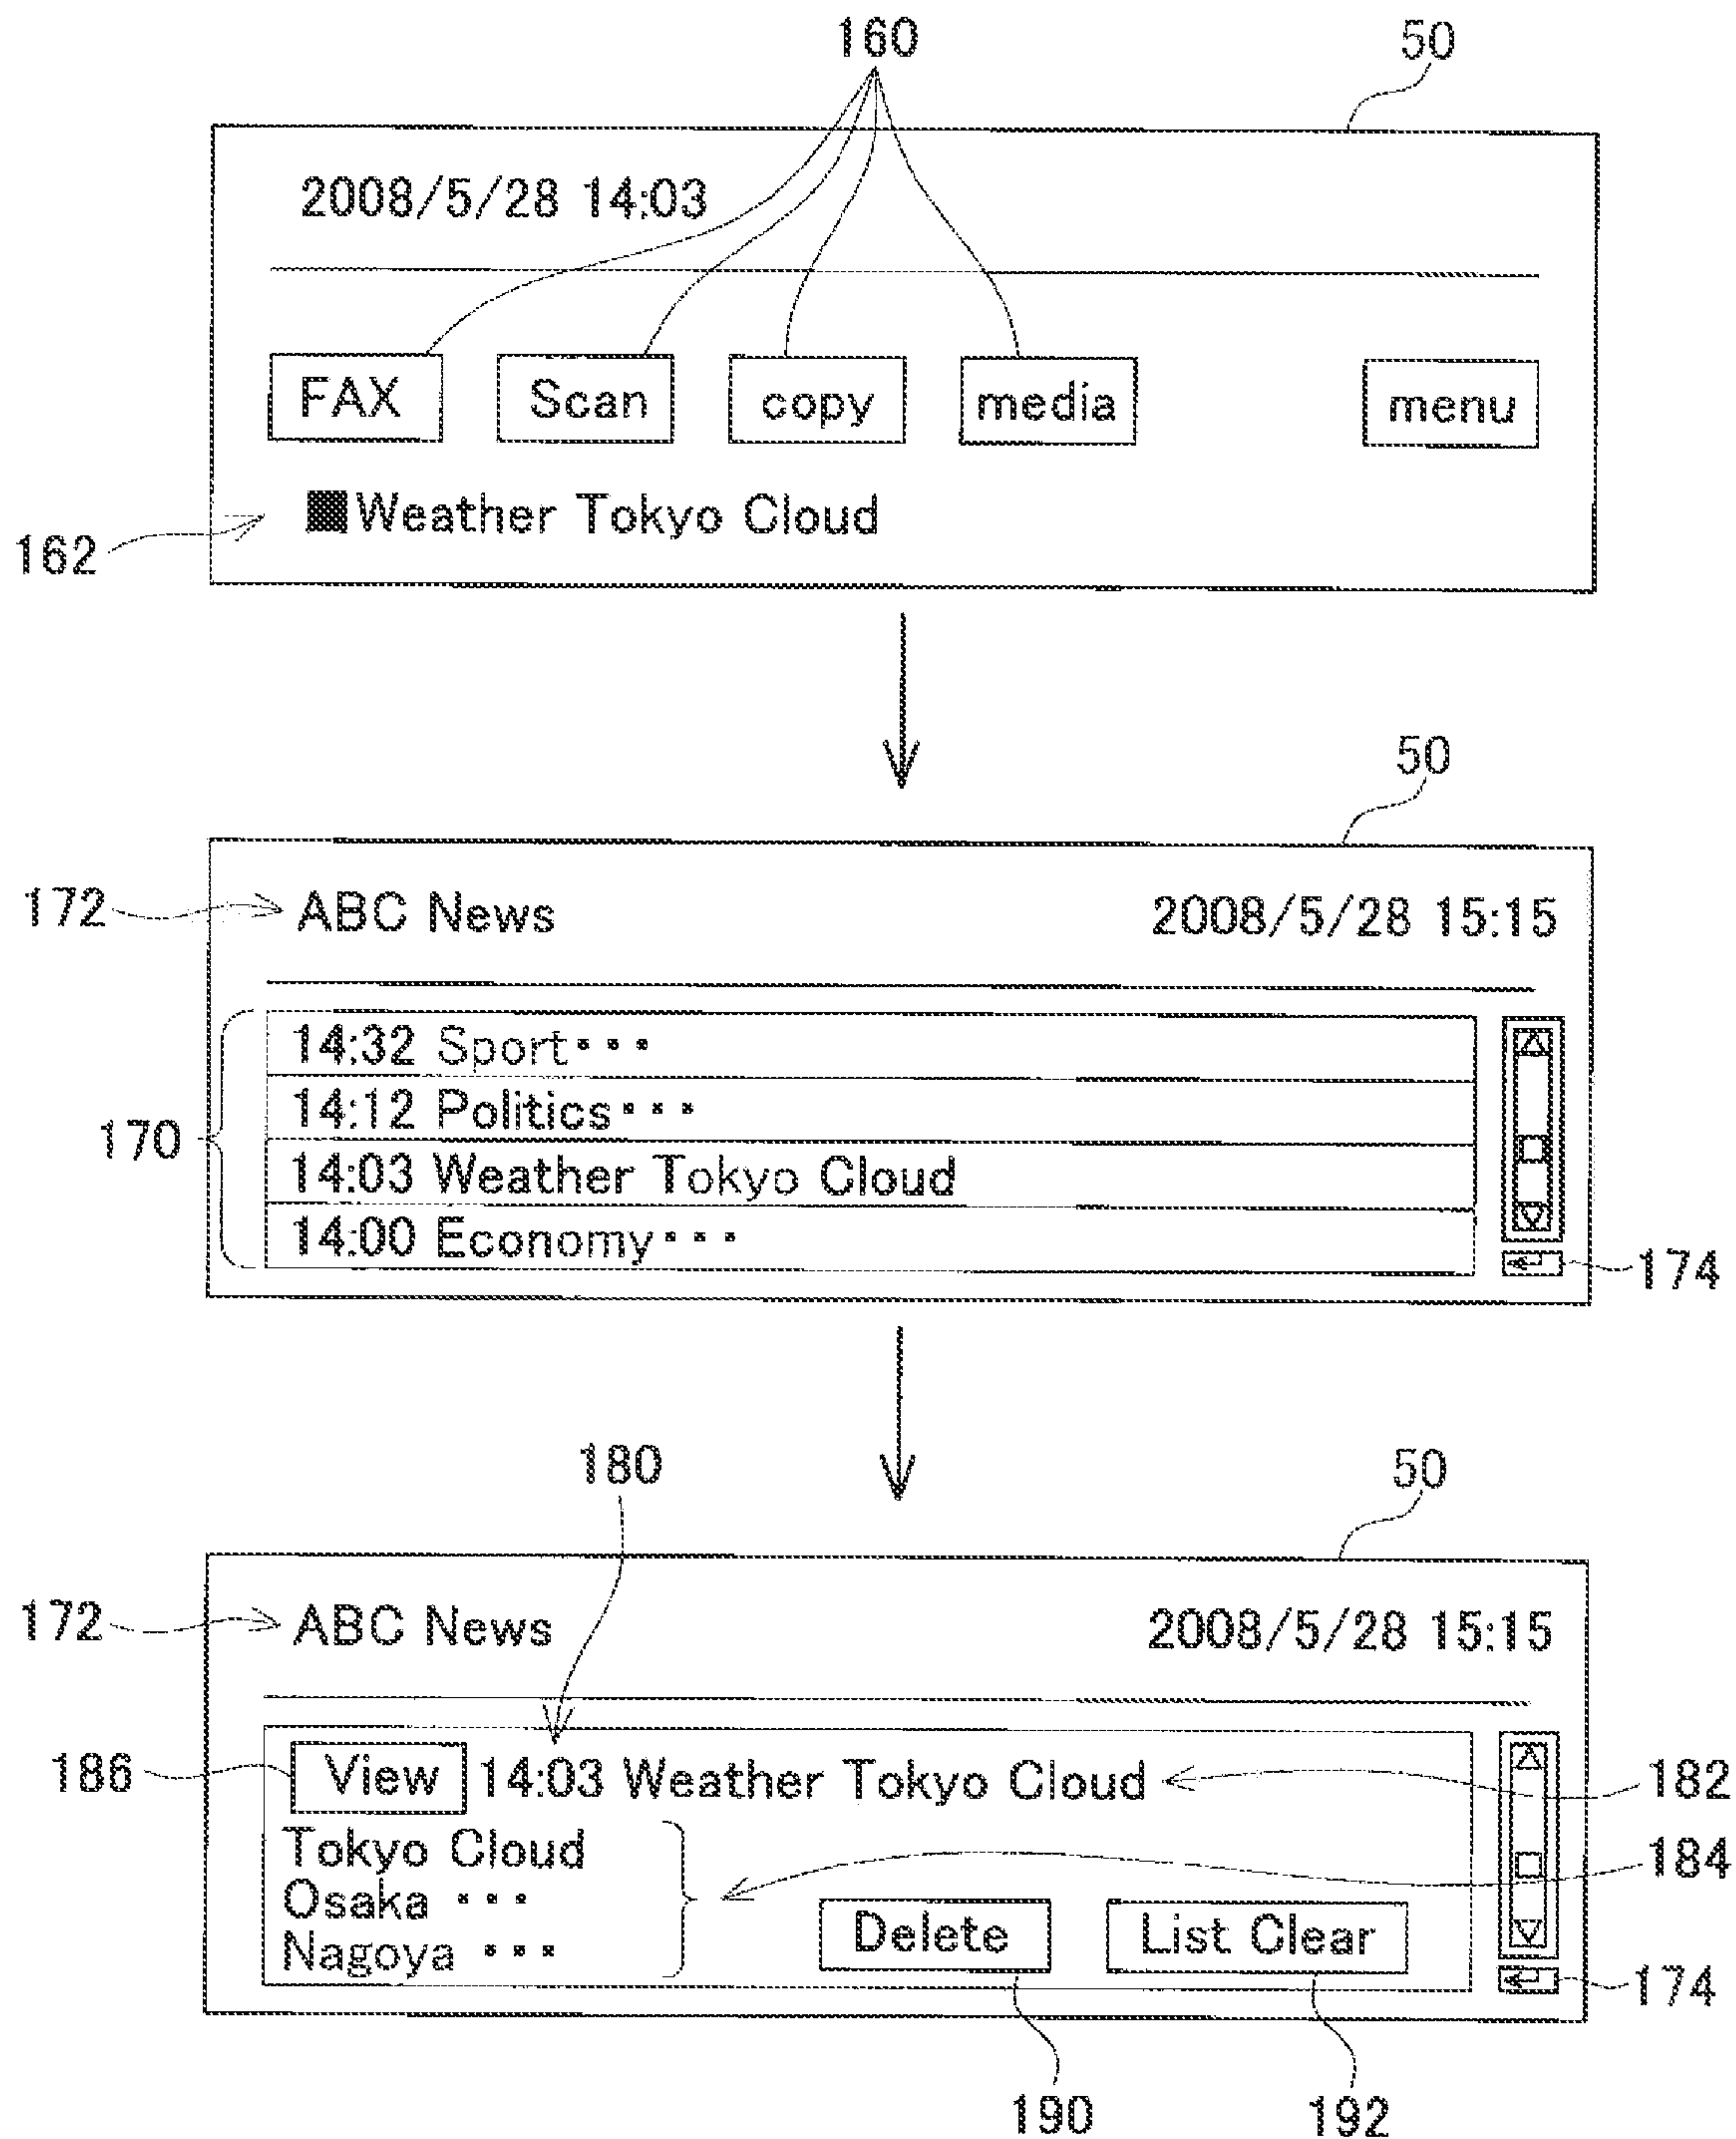 160
50
2008/5/28 14:03
FAX Scan copy media menu
■Weather Tokyo Cloud
162
50
172
ABC News 2008/5/28 15:15
14:32 Sport・・・
14:12 Politics・・・
170
14:03 Weather Tokyo Cloud
14:00 Economy・・・
174
180
50
172
ABC News 2008/5/28 15:15
186
View 14:03 Weather Tokyo Cloud
182
Tokyo Cloud
184
Osaka ・・・
Nagoya ・・・
Delete List Clear
174
190
192